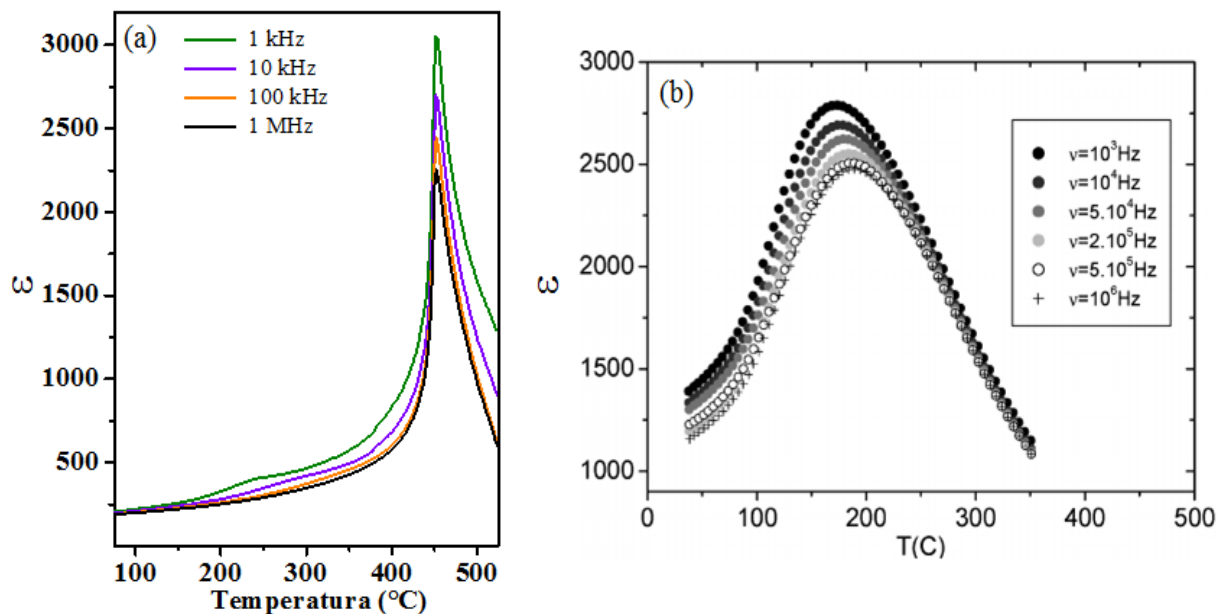 (a)
1 kHz
10 kHz
100 kHz
1 MHz
3000
2500
2000
1500
1000
500
ε
100 200 300 400 500
Temperatura (°C)
(b)
3000
2500
2000
1500
1000
ε
ν=10³Hz
ν=10⁴Hz
ν=5.10⁴Hz
ν=2.10⁵Hz
ν=5.10⁵Hz
ν=10⁶Hz
0 100 200 300 400 500
T(C)